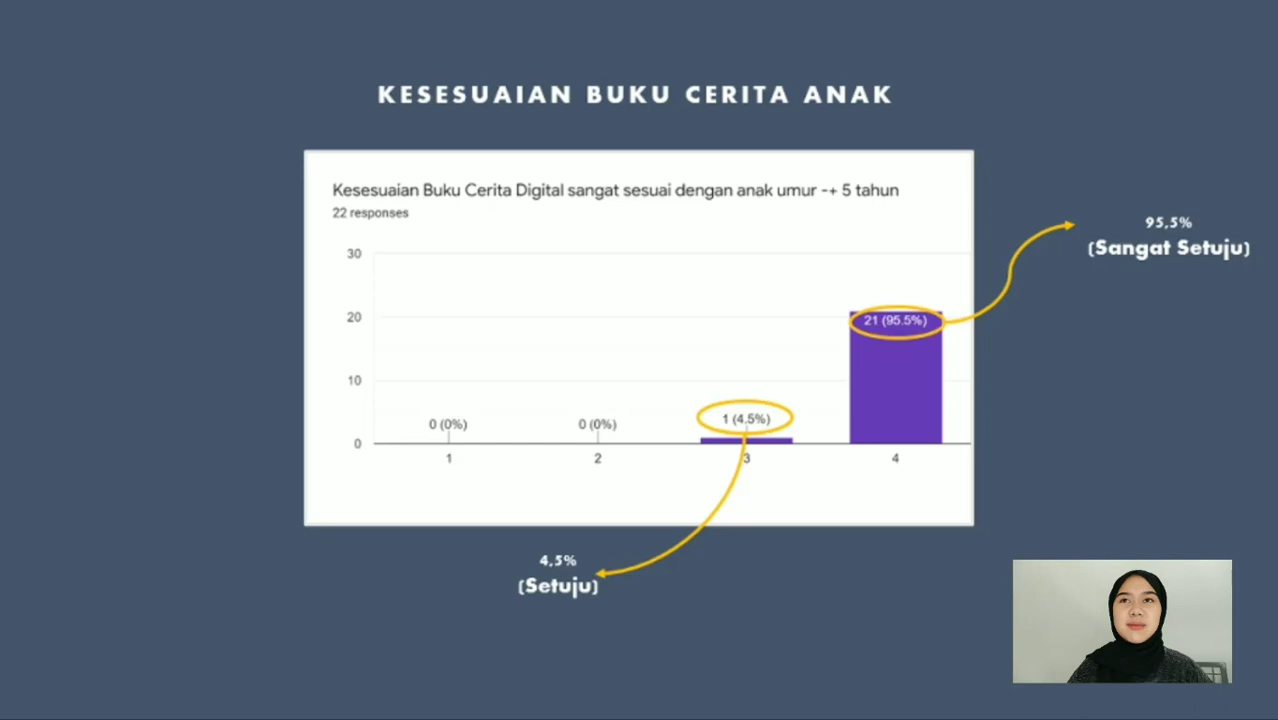 KESESUAIAN BUKU CERITA ANAK
Kesesuaian Buku Cerita Digital sangat sesuai dengan anak umur -+ 5 tahun
22 responses
30
20
10
0
0 (0%)
0 (0%)
1 (4.5%)
21 (95.5%)
1
2
3
4
95,5%
(Sangat Setuju)
4,5%
(Setuju)